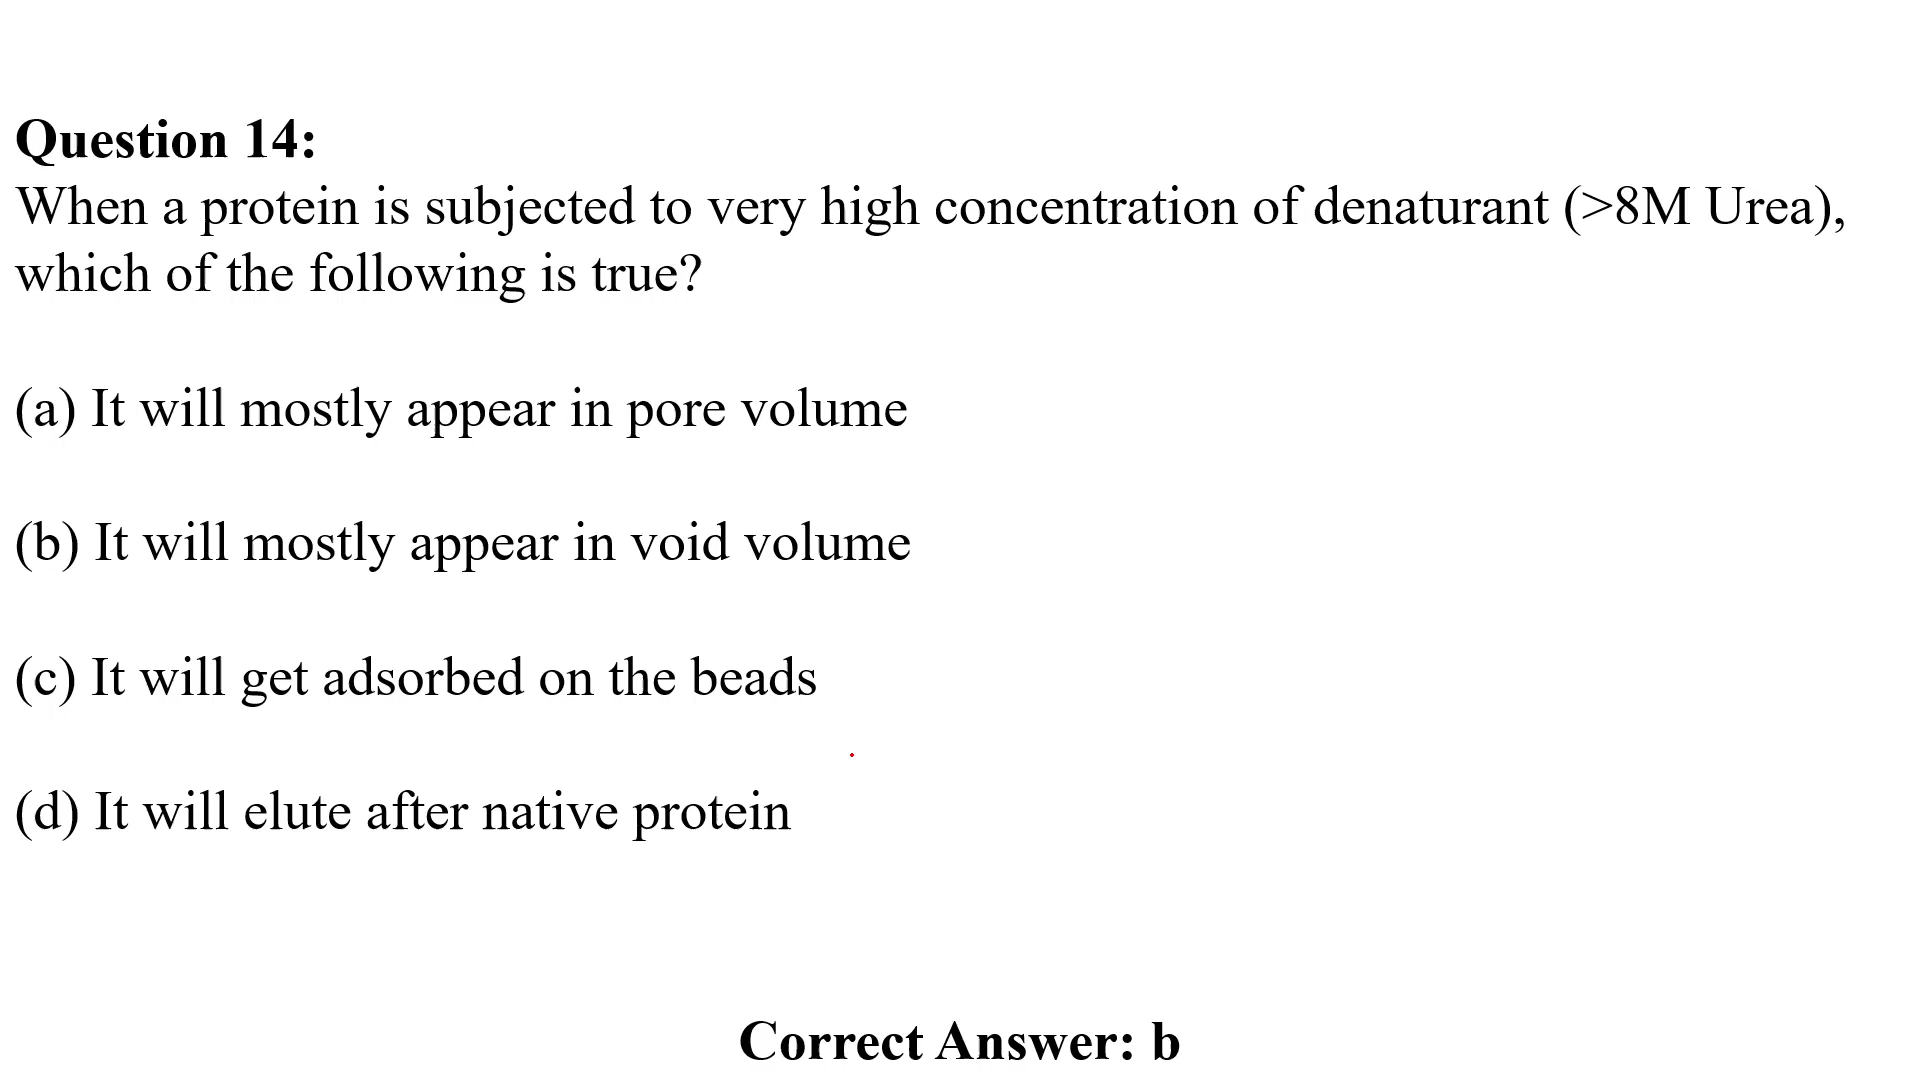 Question 14:
When a protein is subjected to very high concentration of denaturant (>8M Urea),
which of the following is true?
(a) It will mostly appear in pore volume
(b) It will mostly appear in void volume
(c) It will get adsorbed on the beads
(d) It will elute after native protein
Correct Answer: b